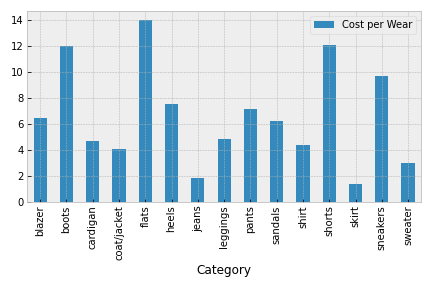 Cost per Wear
14
12
10
8
6
4
2
0
blazer
boots
cardigan
coat/jacket
flats
heels
jeans
leggings
pants
sandals
shirt
shorts
skirt
sneakers
sweater
Category